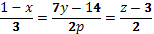 (1 − x)/3 = (7y − 14)/2p = (z − 3)/2